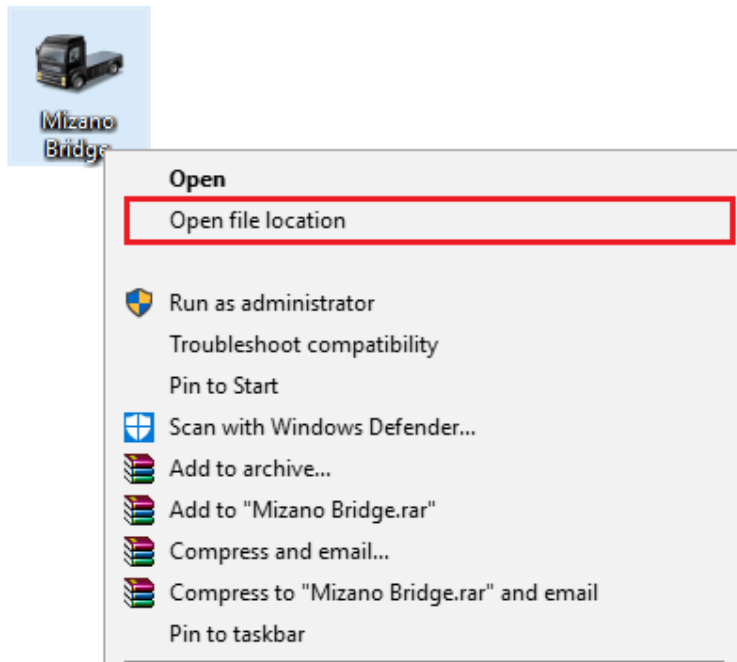 Mizano
Bridge
Open
Open file location
Run as administrator
Troubleshoot compatibility
Pin to Start
Scan with Windows Defender...
Add to archive...
Add to "Mizano Bridge.rar"
Compress and email...
Compress to "Mizano Bridge.rar" and email
Pin to taskbar